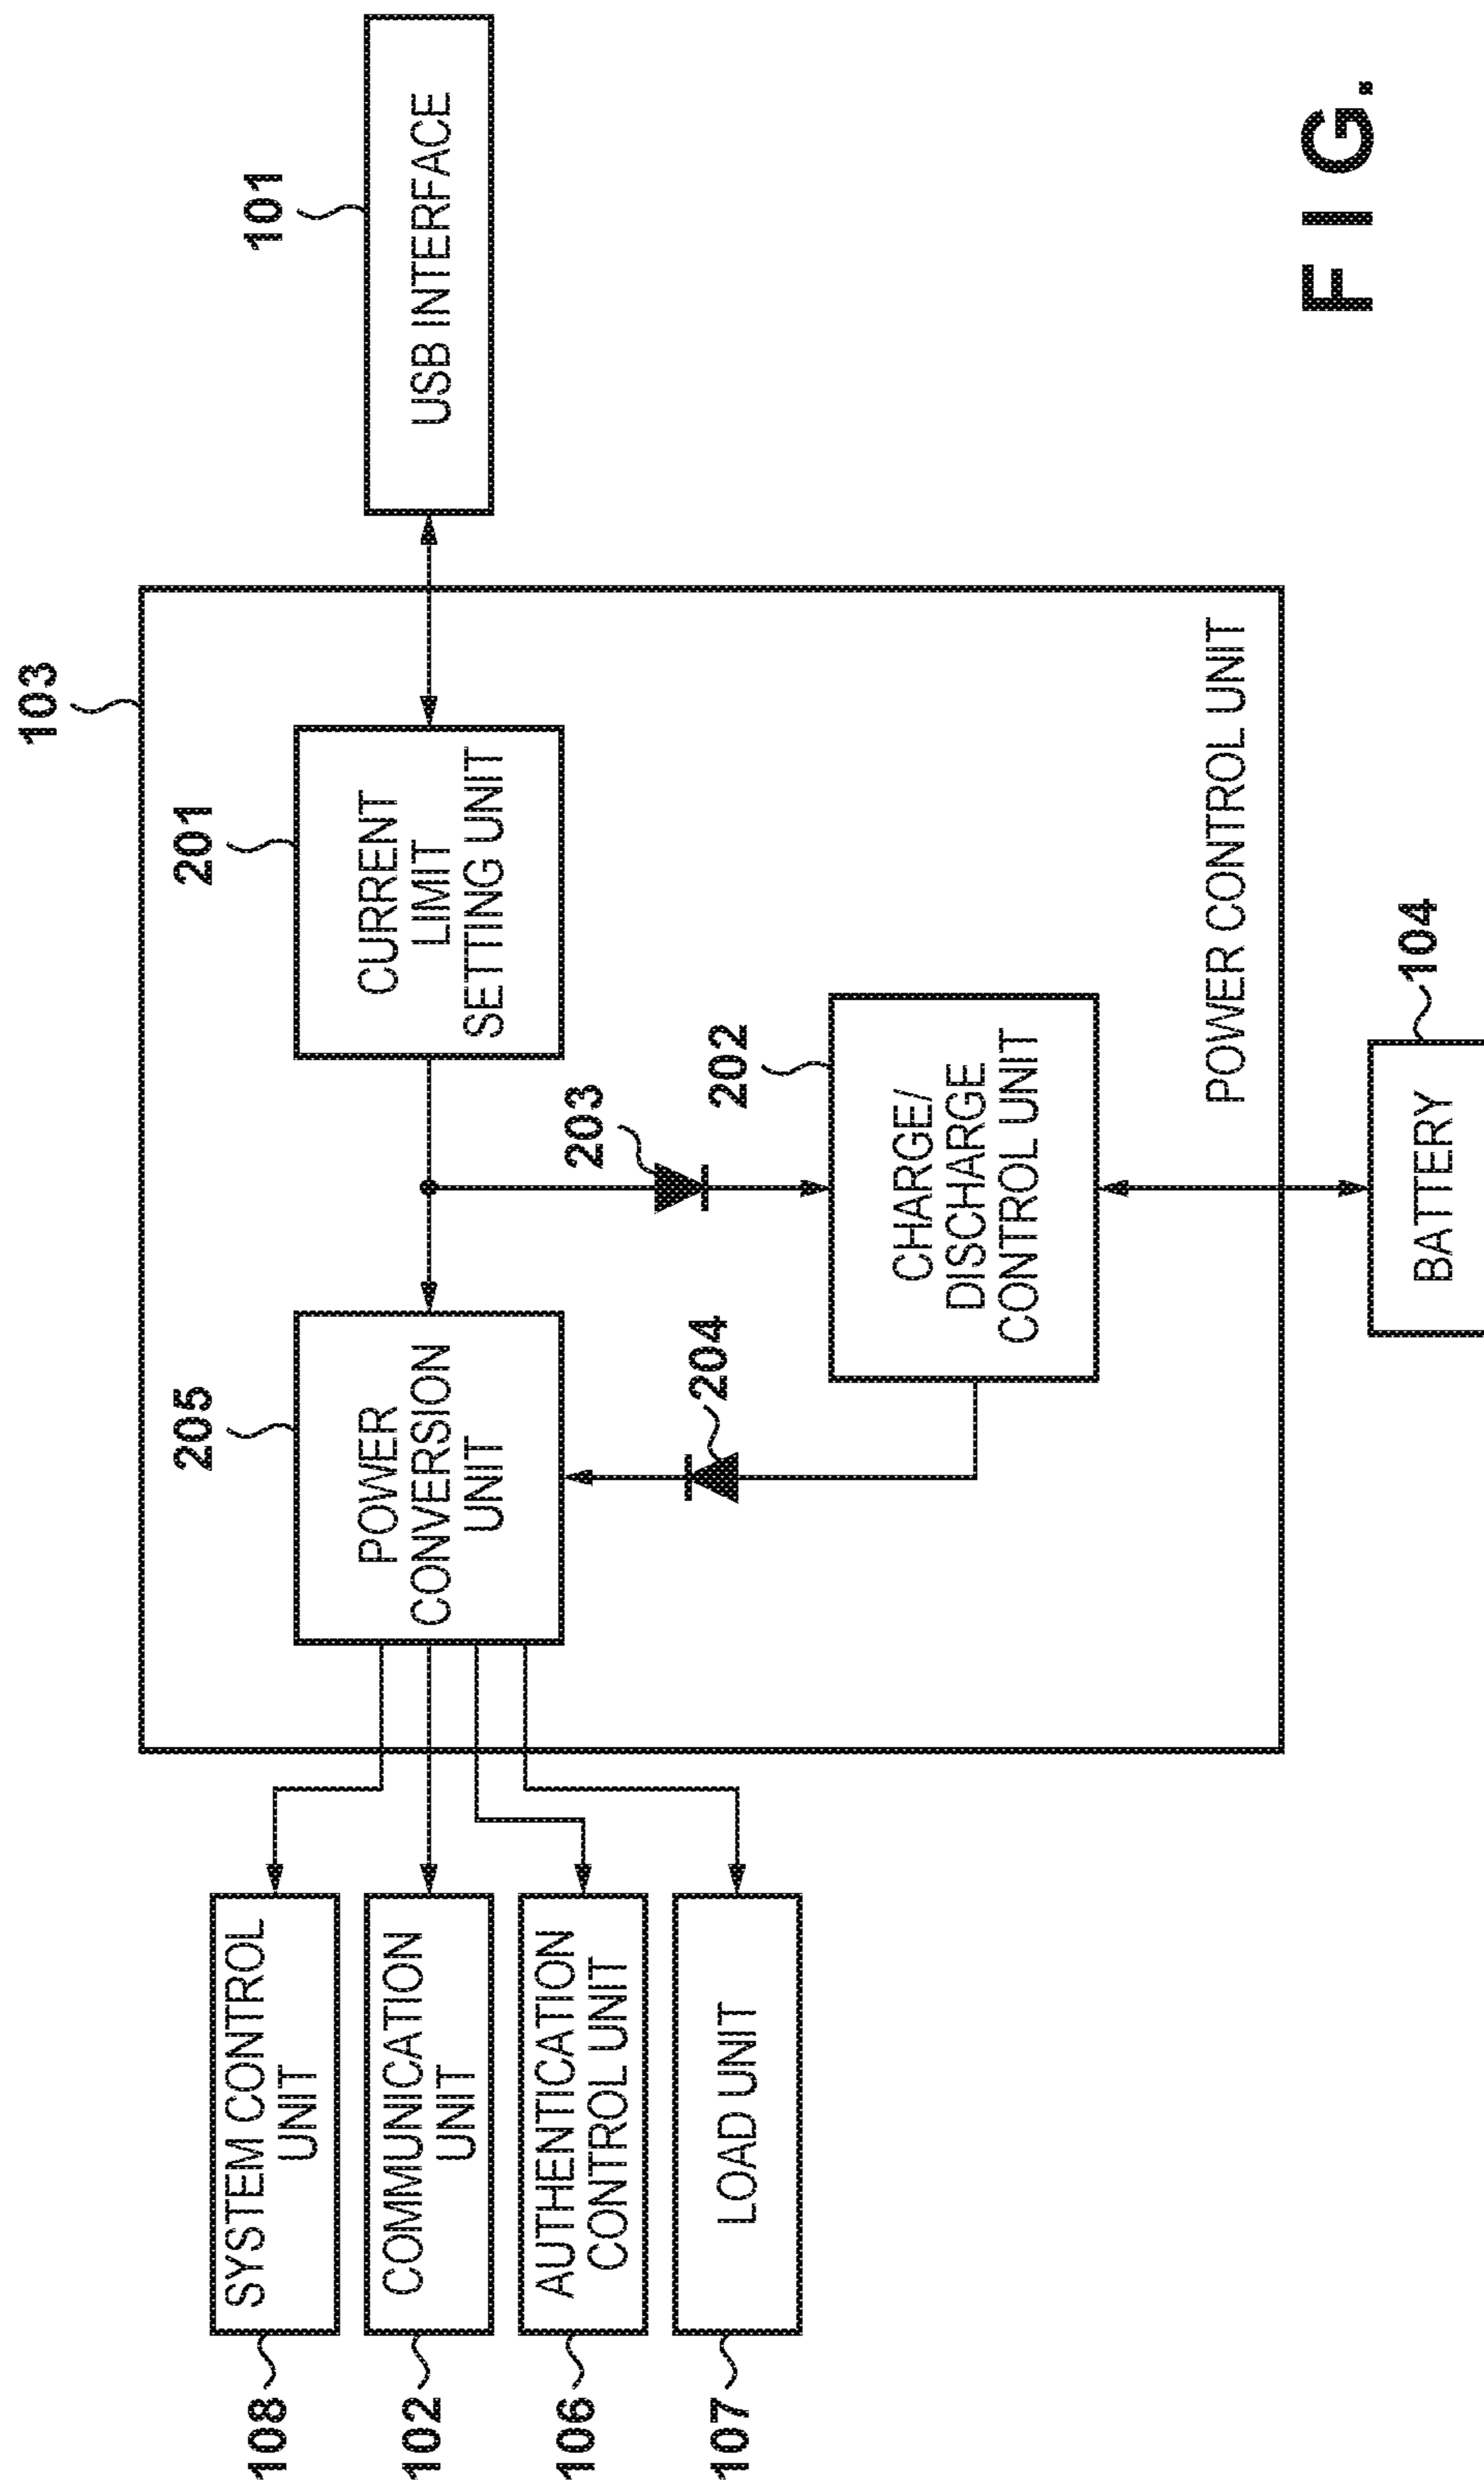 103
101
USB INTERFACE
201
CURRENT
LIMIT
SETTING UNIT
205
POWER
CONVERSION
UNIT
203
202
CHARGE/
DISCHARGE
CONTROL UNIT
204
POWER CONTROL UNIT
104
BATTERY
108
SYSTEM CONTROL
UNIT
102
COMMUNICATION
UNIT
106
AUTHENTICATION
CONTROL UNIT
107
LOAD UNIT
FIG.